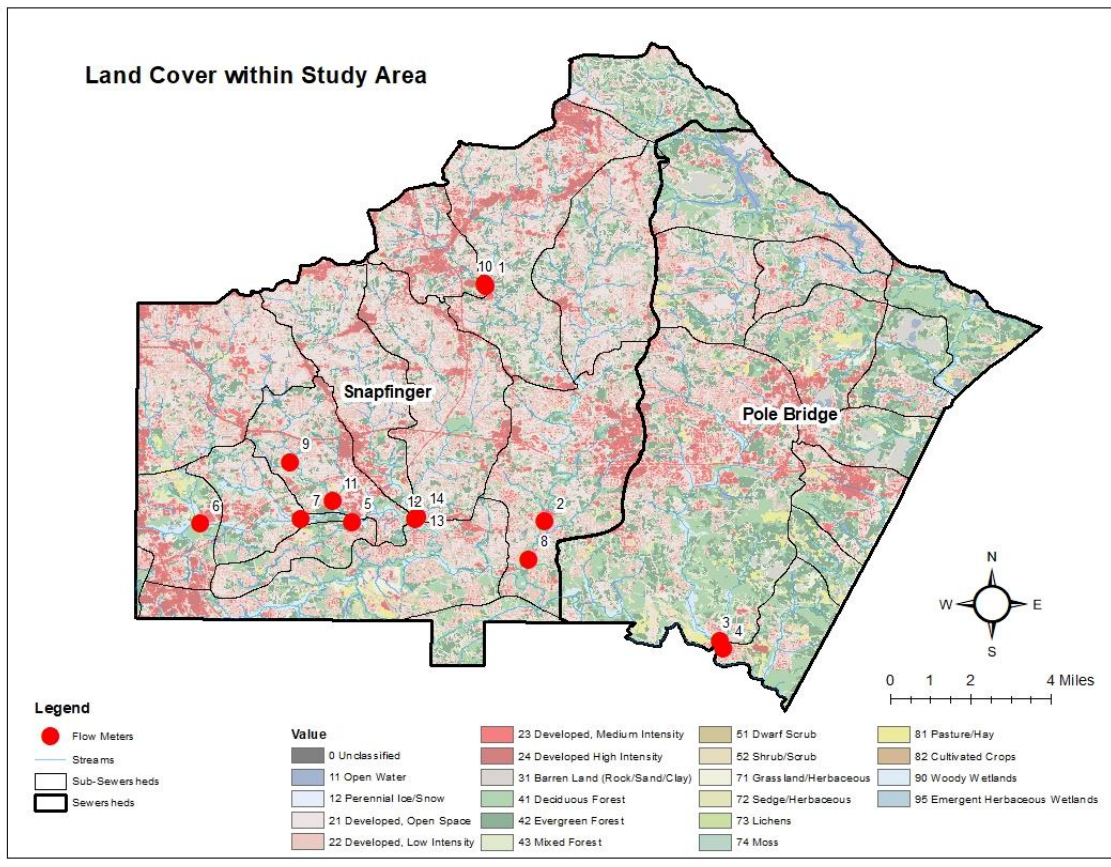 Land Cover within Study Area
10 1
Snapfinger
Pole Bridge
9
11
12 14
6
7
5
13
2
8
3
4
N
W E
S
0 1 2 4 Miles
Legend
Flow Meters
Streams
Sub-Sewersheds
Sewersheds
Value
0 Unclassified
11 Open Water
12 Perennial Ice/Snow
21 Developed, Open Space
22 Developed, Low Intensity
23 Developed, Medium Intensity
24 Developed High Intensity
31 Barren Land (Rock/Sand/Clay)
41 Deciduous Forest
42 Evergreen Forest
43 Mixed Forest
51 Dwarf Scrub
52 Shrub/Scrub
71 Grassland/Herbaceous
72 Sedge/Herbaceous
73 Lichens
74 Moss
81 Pasture/Hay
82 Cultivated Crops
90 Woody Wetlands
95 Emergent Herbaceous Wetlands